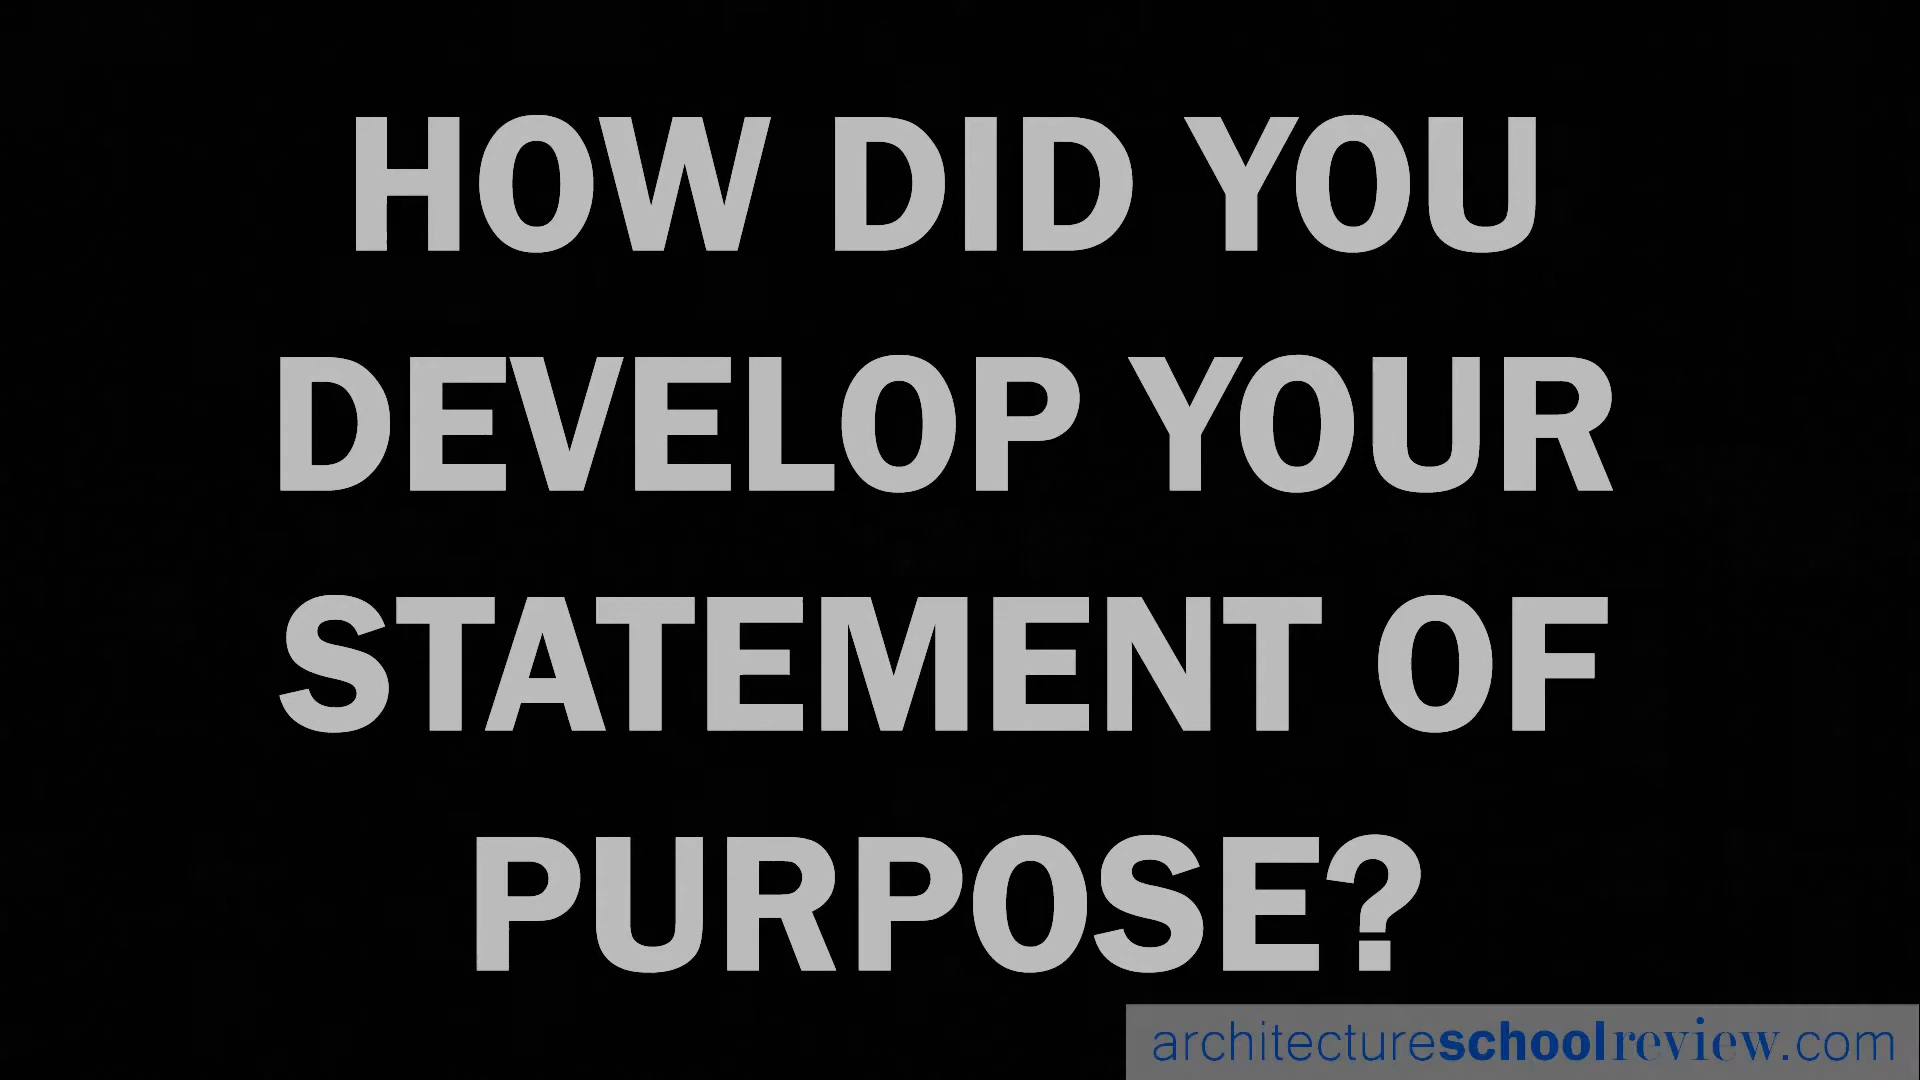 HOW DID YOU
DEVELOP YOUR
STATEMENT OF
PURPOSE?
architectureschoolreview.com